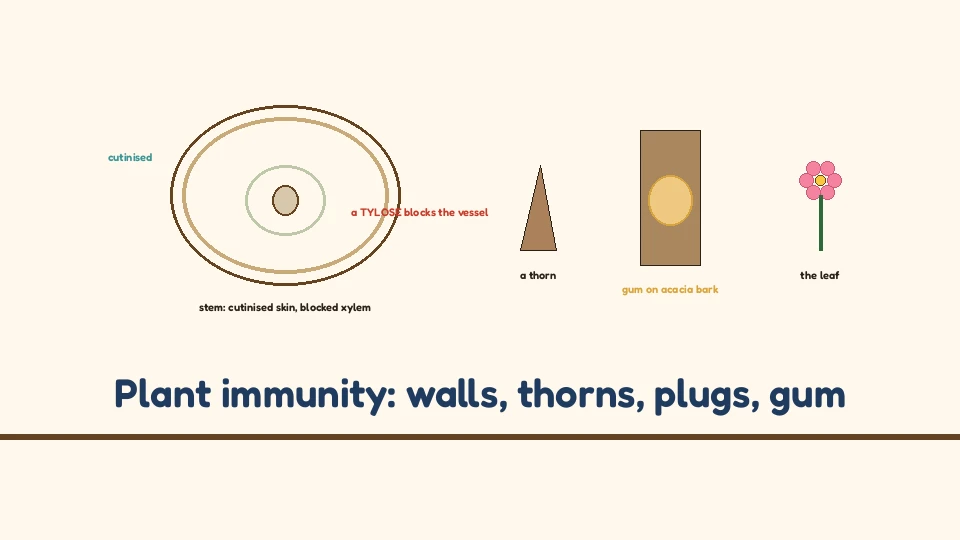 cutinised
a TYLOSE blocks the vessel
stem: cutinised skin, blocked xylem
a thorn
gum on acacia bark
the leaf
Plant immunity: walls, thorns, plugs, gum